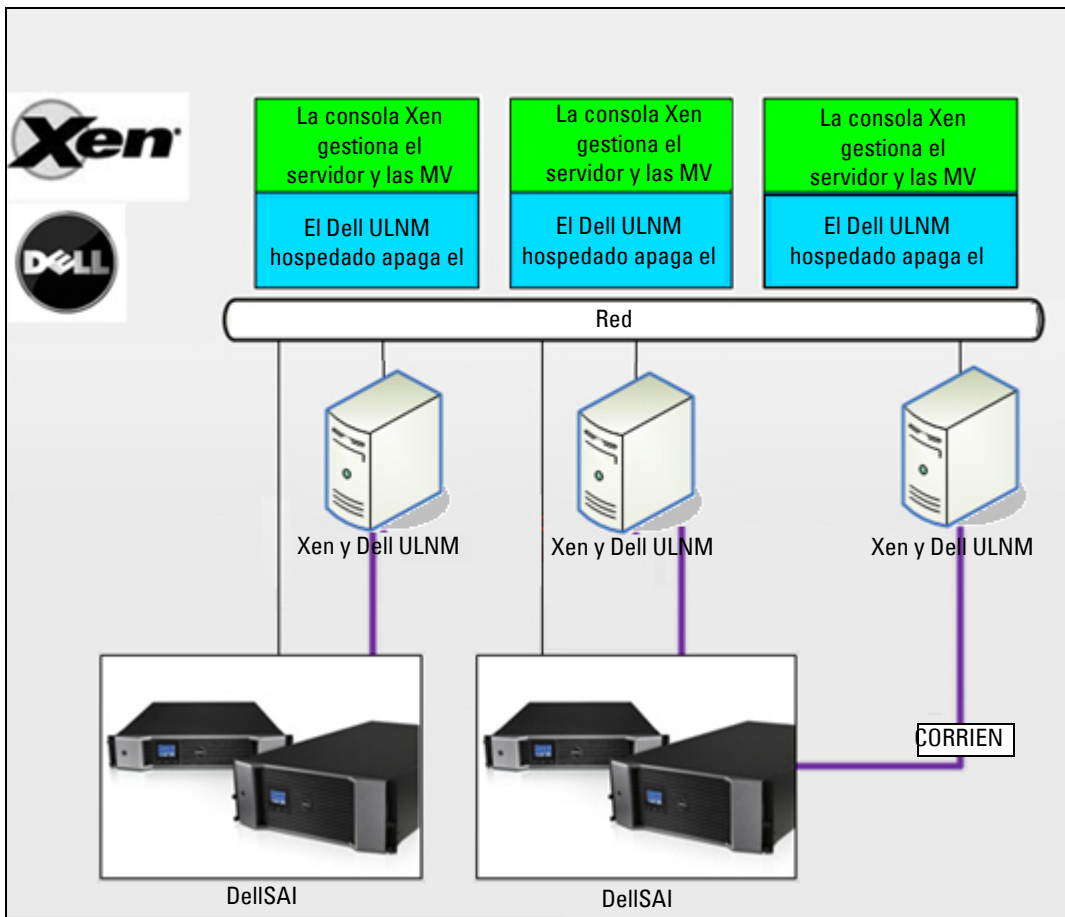 Xen
La consola Xen
gestiona el
servidor y las MV
La consola Xen
gestiona el
servidor y las MV
La consola Xen
gestiona el
servidor y las MV
DELL
El Dell ULNM
hospedado apaga el
El Dell ULNM
hospedado apaga el
El Dell ULNM
hospedado apaga el
Red
Xen y Dell ULNM
Xen y Dell ULNM
Xen y Dell ULNM
CORRIEN
DellSAI
DellSAI